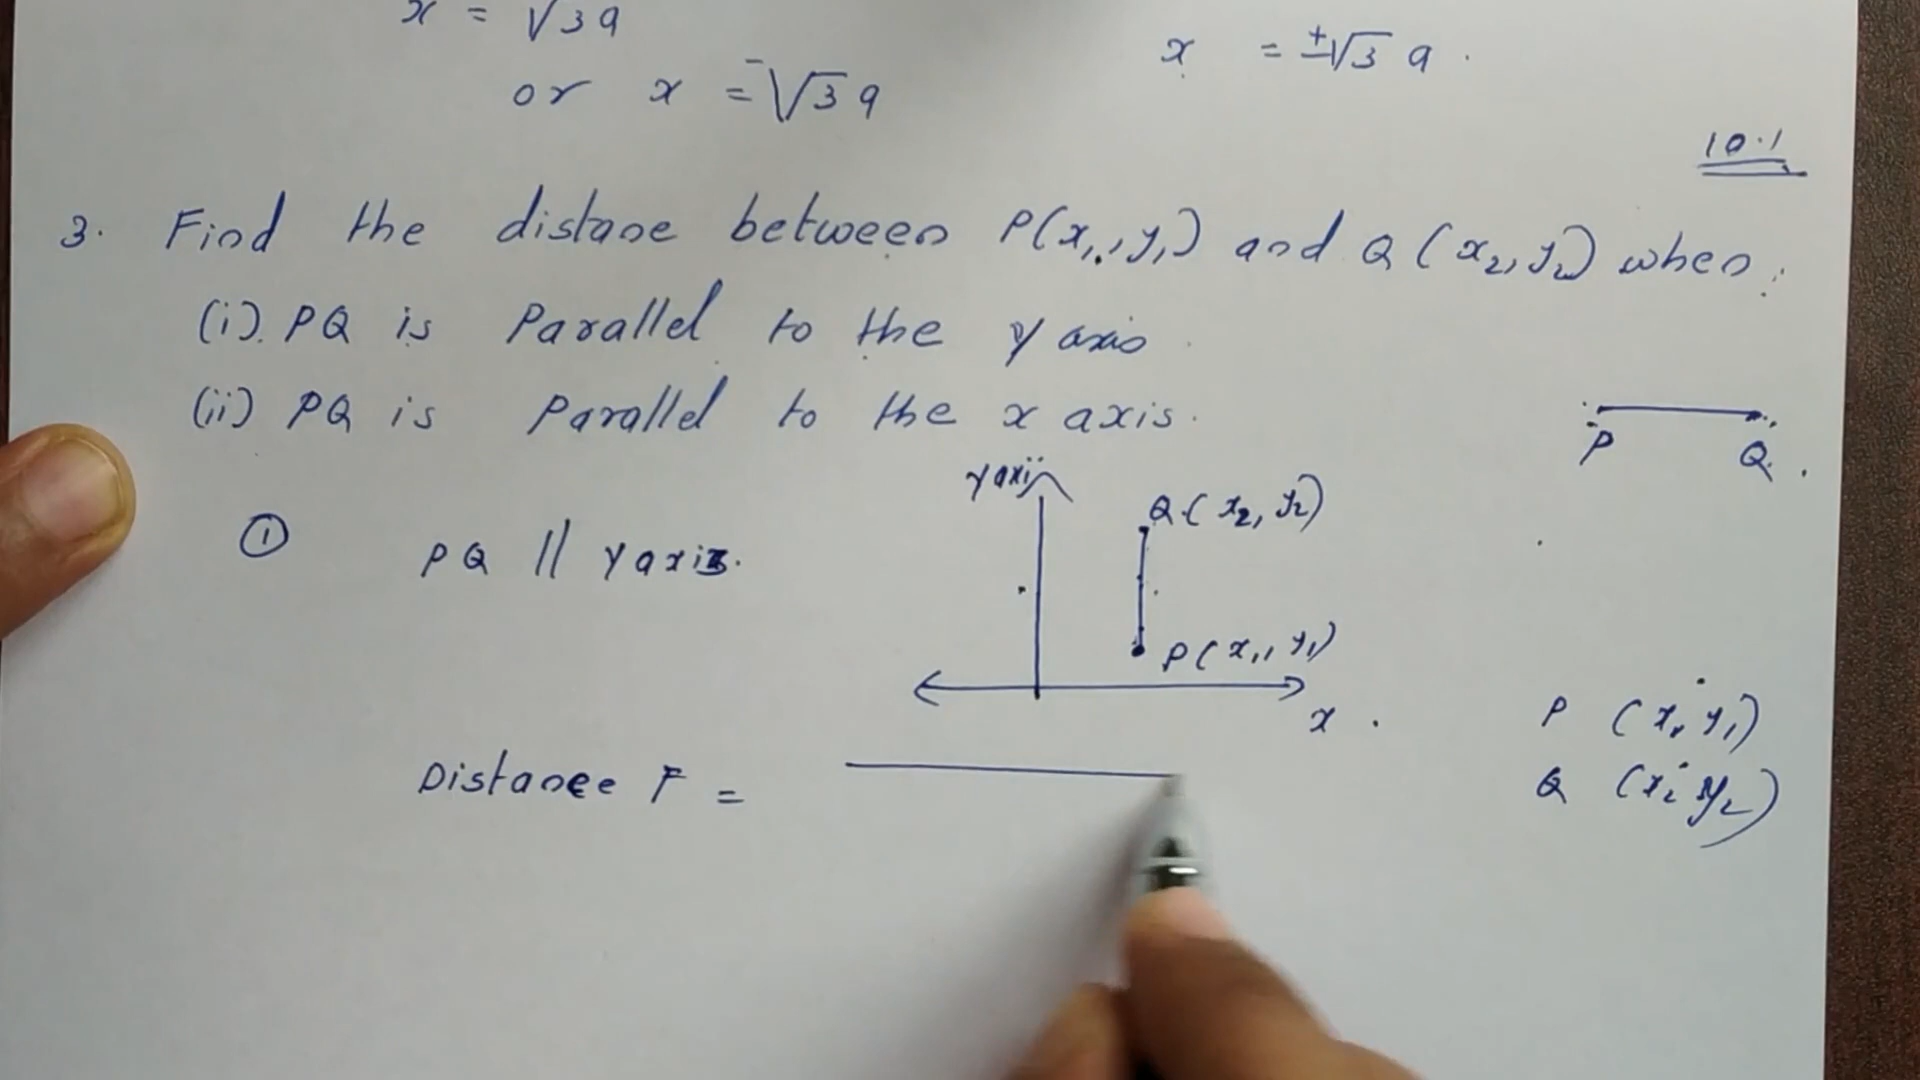 x = √3 a
or x = -√3 a
x = ±√3 a .
10.1
3. Find the distane between P(x₁, y₁) and Q (x₂, y₂) when:
(i). PQ is Parallel to the y axis
(ii) PQ is parallel to the x axis.
P Q
y axis
① PQ || y axis.
Q (x₂, y₂)
P (x₁, y₁)
x
P (x₁ y₁)
Distance F =
Q (x₂ y₂)